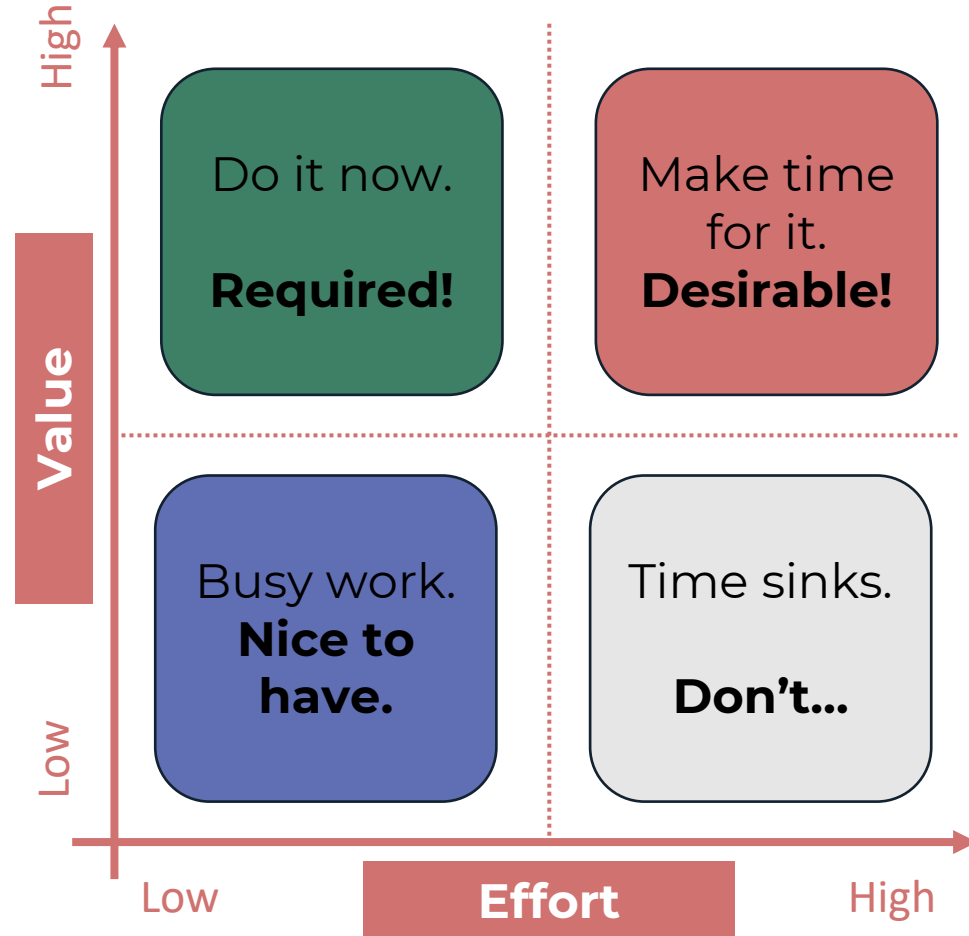 High
Do it now.
Required!
Make time
for it.
Desirable!
Value
Busy work.
Nice to
have.
Time sinks.
Don’t...
Low
Low
Effort
High